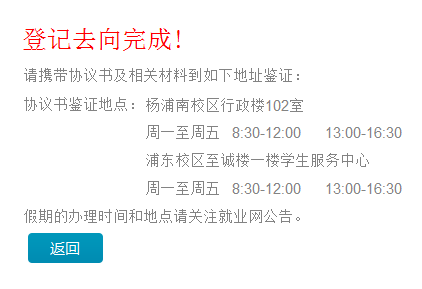 登记去向完成！
请携带协议书及相关材料到如下地址鉴证：
协议书鉴证地点：杨浦南校区行政楼102室
周一至周五 8:30-12:00 13:00-16:30
浦东校区至诚楼一楼学生服务中心
周一至周五 8:30-12:00 13:00-16:30
假期的办理时间和地点请关注就业网公告。
返回